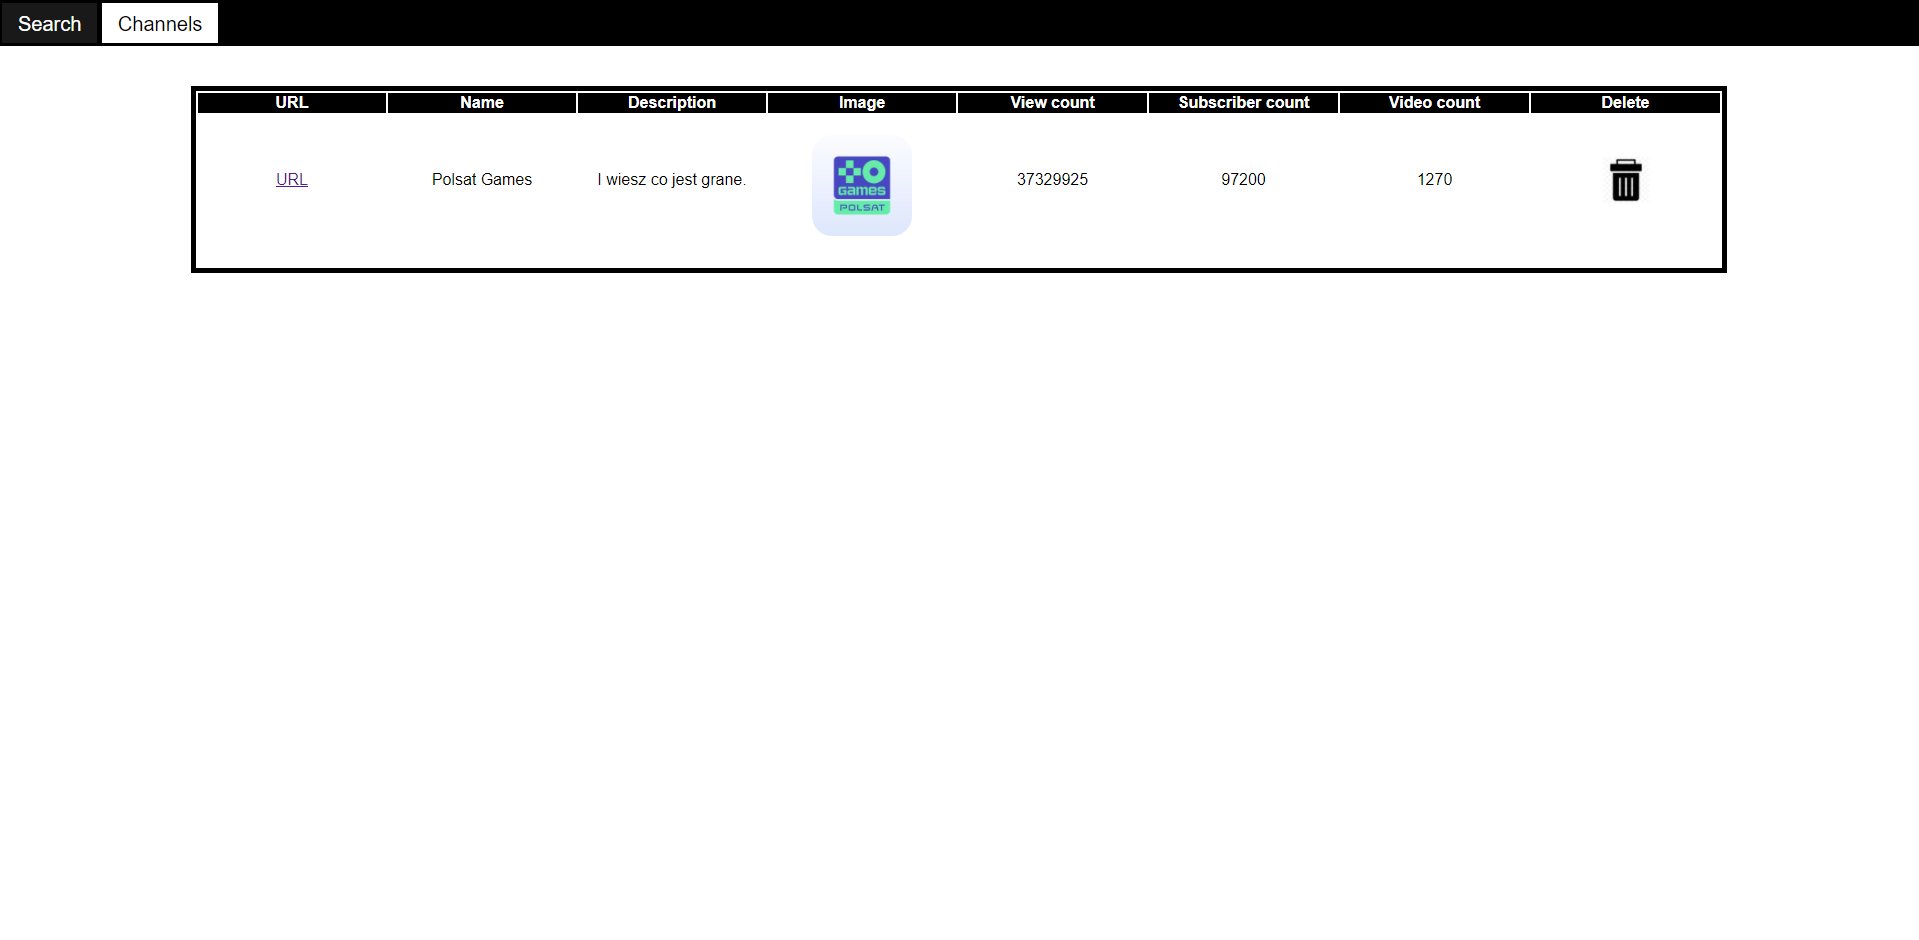 Search Channels
URL Name Description Image View count Subscriber count Video count Delete
URL Polsat Games I wiesz co jest grane. 37329925 97200 1270
GAMES
POLSAT